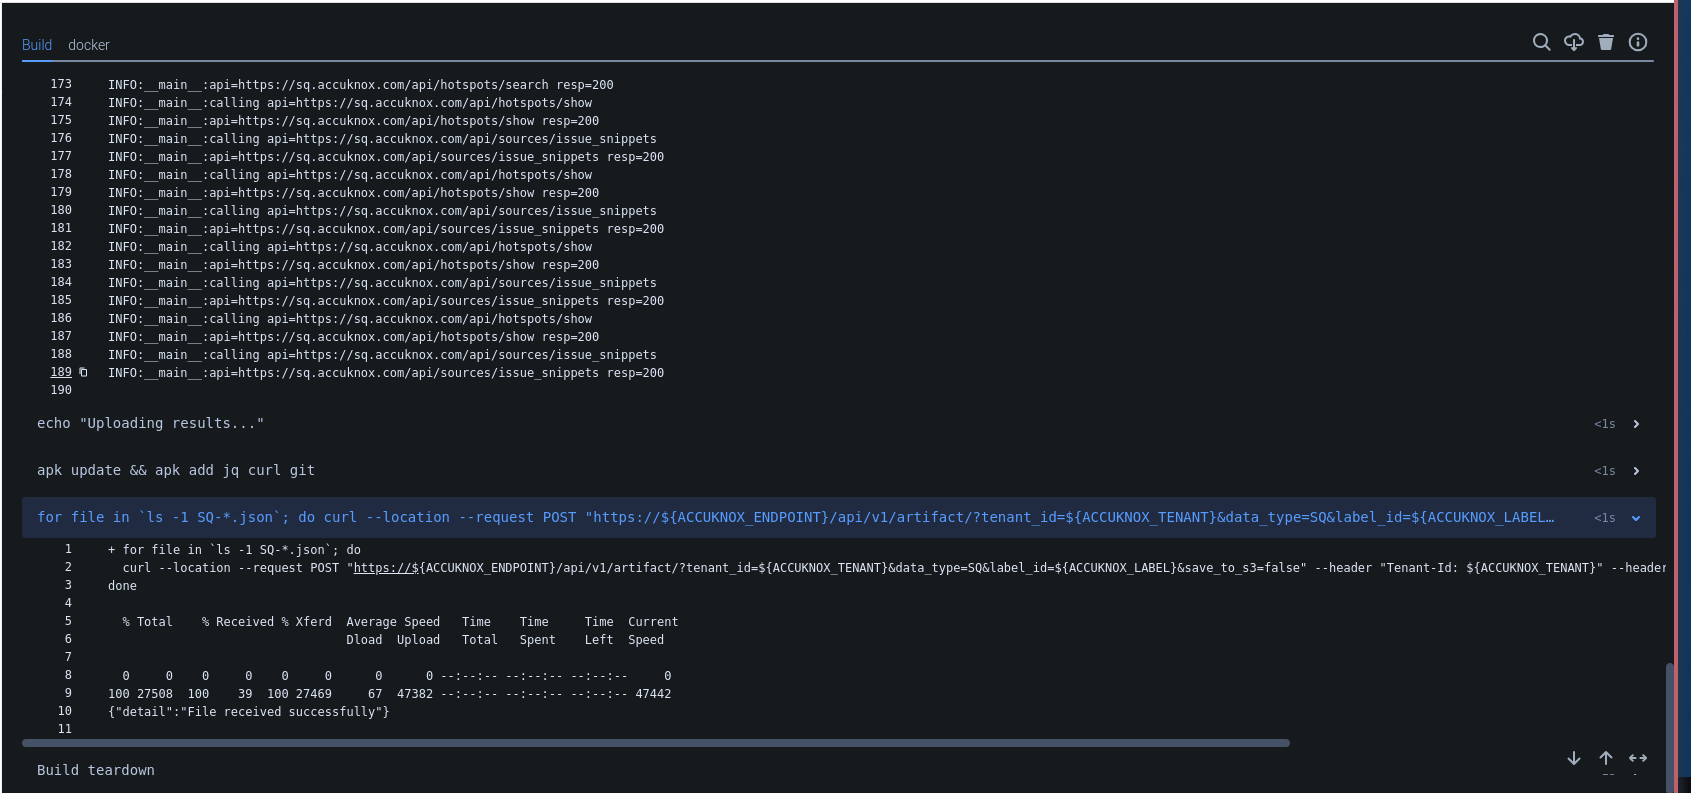 Build docker
173 INFO:__main__:api=https://sq.accuknox.com/api/hotspots/search resp=200
174 INFO:__main__:calling api=https://sq.accuknox.com/api/hotspots/show
175 INFO:__main__:api=https://sq.accuknox.com/api/hotspots/show resp=200
176 INFO:__main__:calling api=https://sq.accuknox.com/api/sources/issue_snippets
177 INFO:__main__:api=https://sq.accuknox.com/api/sources/issue_snippets resp=200
178 INFO:__main__:calling api=https://sq.accuknox.com/api/hotspots/show
179 INFO:__main__:api=https://sq.accuknox.com/api/hotspots/show resp=200
180 INFO:__main__:calling api=https://sq.accuknox.com/api/sources/issue_snippets
181 INFO:__main__:api=https://sq.accuknox.com/api/sources/issue_snippets resp=200
182 INFO:__main__:calling api=https://sq.accuknox.com/api/hotspots/show
183 INFO:__main__:api=https://sq.accuknox.com/api/hotspots/show resp=200
184 INFO:__main__:calling api=https://sq.accuknox.com/api/sources/issue_snippets
185 INFO:__main__:api=https://sq.accuknox.com/api/sources/issue_snippets resp=200
186 INFO:__main__:calling api=https://sq.accuknox.com/api/hotspots/show
187 INFO:__main__:api=https://sq.accuknox.com/api/hotspots/show resp=200
188 INFO:__main__:calling api=https://sq.accuknox.com/api/sources/issue_snippets
189 INFO:__main__:api=https://sq.accuknox.com/api/sources/issue_snippets resp=200
190
echo "Uploading results..." <1s
apk update && apk add jq curl git <1s
for file in `ls -1 SQ-*.json`; do curl --location --request POST "https://${ACCUKNOX_ENDPOINT}/api/v1/artifact/?tenant_id=${ACCUKNOX_TENANT}&data_type=SQ&label_id=${ACCUKNOX_LABEL… <1s
1 + for file in `ls -1 SQ-*.json`; do
2 curl --location --request POST "https://${ACCUKNOX_ENDPOINT}/api/v1/artifact/?tenant_id=${ACCUKNOX_TENANT}&data_type=SQ&label_id=${ACCUKNOX_LABEL}&save_to_s3=false" --header "Tenant-Id: ${ACCUKNOX_TENANT}" --header
3 done
4
5 % Total % Received % Xferd Average Speed Time Time Time Current
6 Dload Upload Total Spent Left Speed
7
8 0 0 0 0 0 0 0 0 --:--:-- --:--:-- --:--:-- 0
9 100 27508 100 39 100 27469 67 47382 --:--:-- --:--:-- --:--:-- 47442
10 {"detail":"File received successfully"}
11
Build teardown